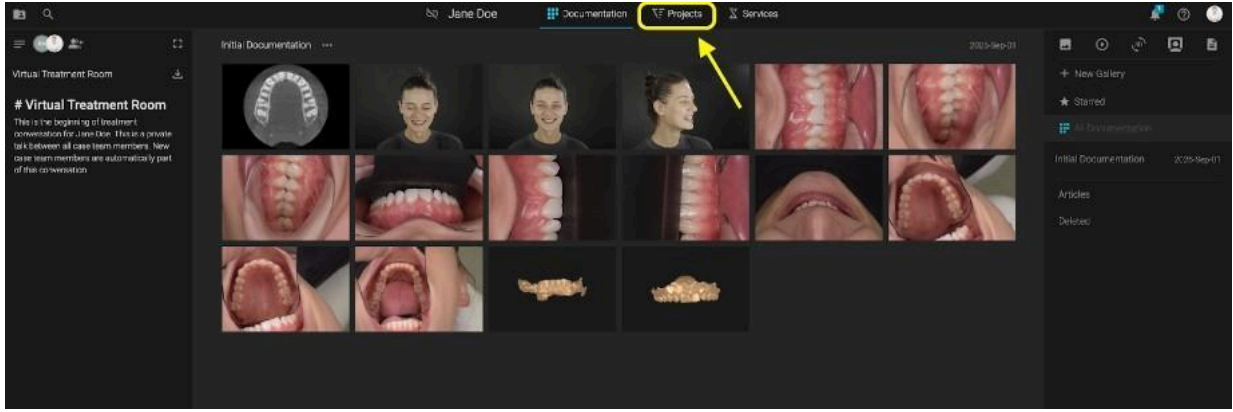 Jane Doe
Documentation
Projects
Services
Virtual Treatment Room
# Virtual Treatment Room
This is the beginning of treatment
conversation for Jane Doe. This is a private
talk between all case team members. New
case team members are automatically part
of this conversation
Initial Documentation ...
2025-Sep-01
+ New Gallery
Starred
All Documentation
Initial Documentation 2025-Sep-01
Articles
Deleted